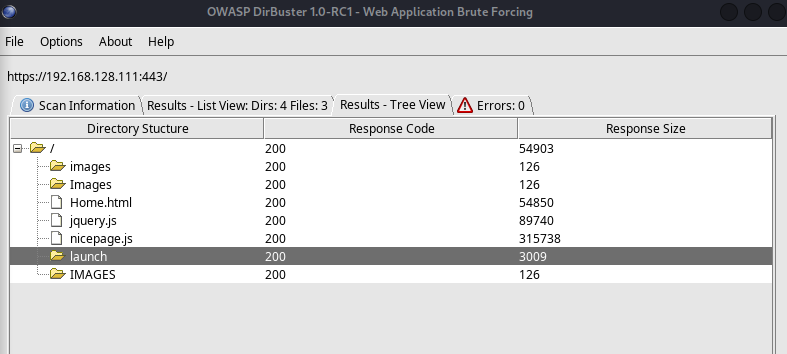 OWASP DirBuster 1.0-RC1 - Web Application Brute Forcing
File Options About Help
https://192.168.128.111:443/
Scan Information Results - List View: Dirs: 4 Files: 3 Results - Tree View Errors: 0
Directory Stucture Response Code Response Size
/ 200 54903
images 200 126
Images 200 126
Home.html 200 54850
jquery.js 200 89740
nicepage.js 200 315738
launch 200 3009
IMAGES 200 126